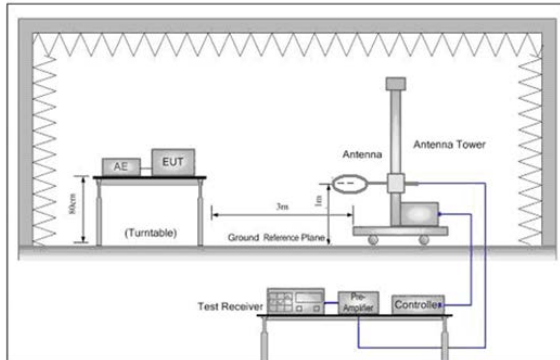 AE
EUT
Antenna
Antenna Tower
80cm
3m
1m
(Turntable)
Ground Reference Plane
Test Receiver
Pre-
Amplifier
Controller